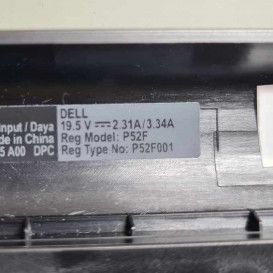 DELL
input / Daya 19.5 V ⎓ 2.31A/3.34A
de in China Reg Model: P52F
5 A00 DPC Reg Type No: P52F001